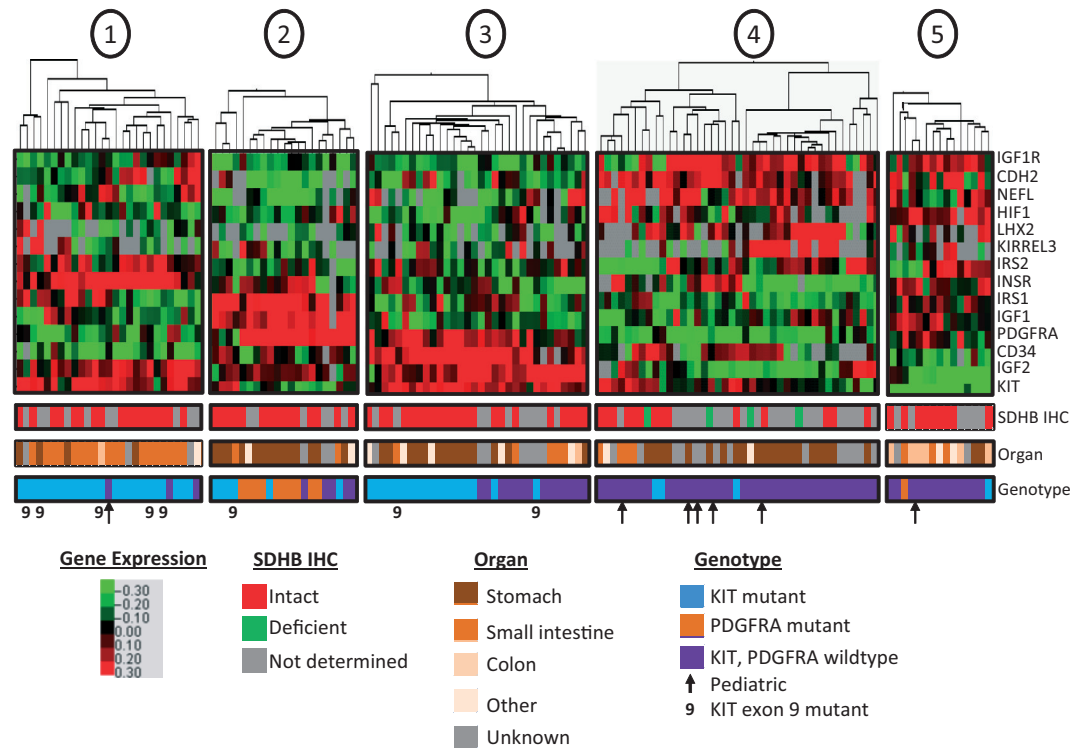 1 2 3 4 5
IGF1R
CDH2
NEFL
HIF1
LHX2
KIRREL3
IRS2
INSR
IRS1
IGF1
PDGFRA
CD34
IGF2
KIT
SDHB IHC
Organ
Genotype
9 9 9 9 9 9 9 9
Gene Expression
-0.30
-0.20
-0.10
0.00
0.10
0.20
0.30
SDHB IHC
Intact
Deficient
Not determined
Organ
Stomach
Small intestine
Colon
Other
Unknown
Genotype
KIT mutant
PDGFRA mutant
KIT, PDGFRA wildtype
Pediatric
9 KIT exon 9 mutant